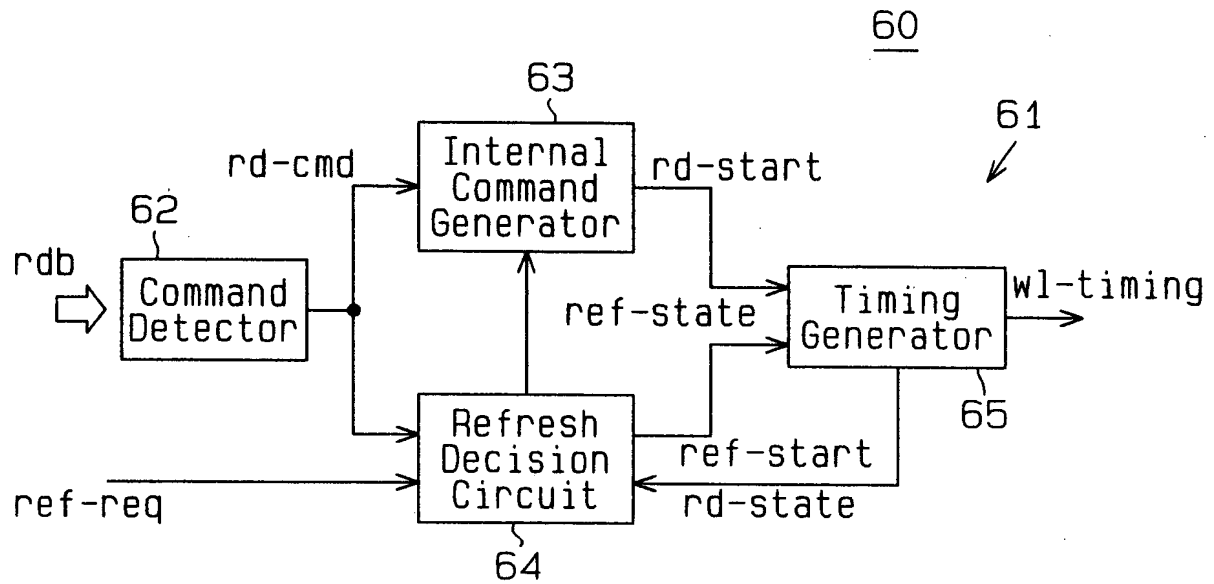 60
61
63
Internal
Command
Generator
rd-cmd
rd-start
62
rdb
Command
Detector
ref-state
Timing
Generator
wl-timing
65
Refresh
Decision
Circuit
ref-start
rd-state
ref-req
64